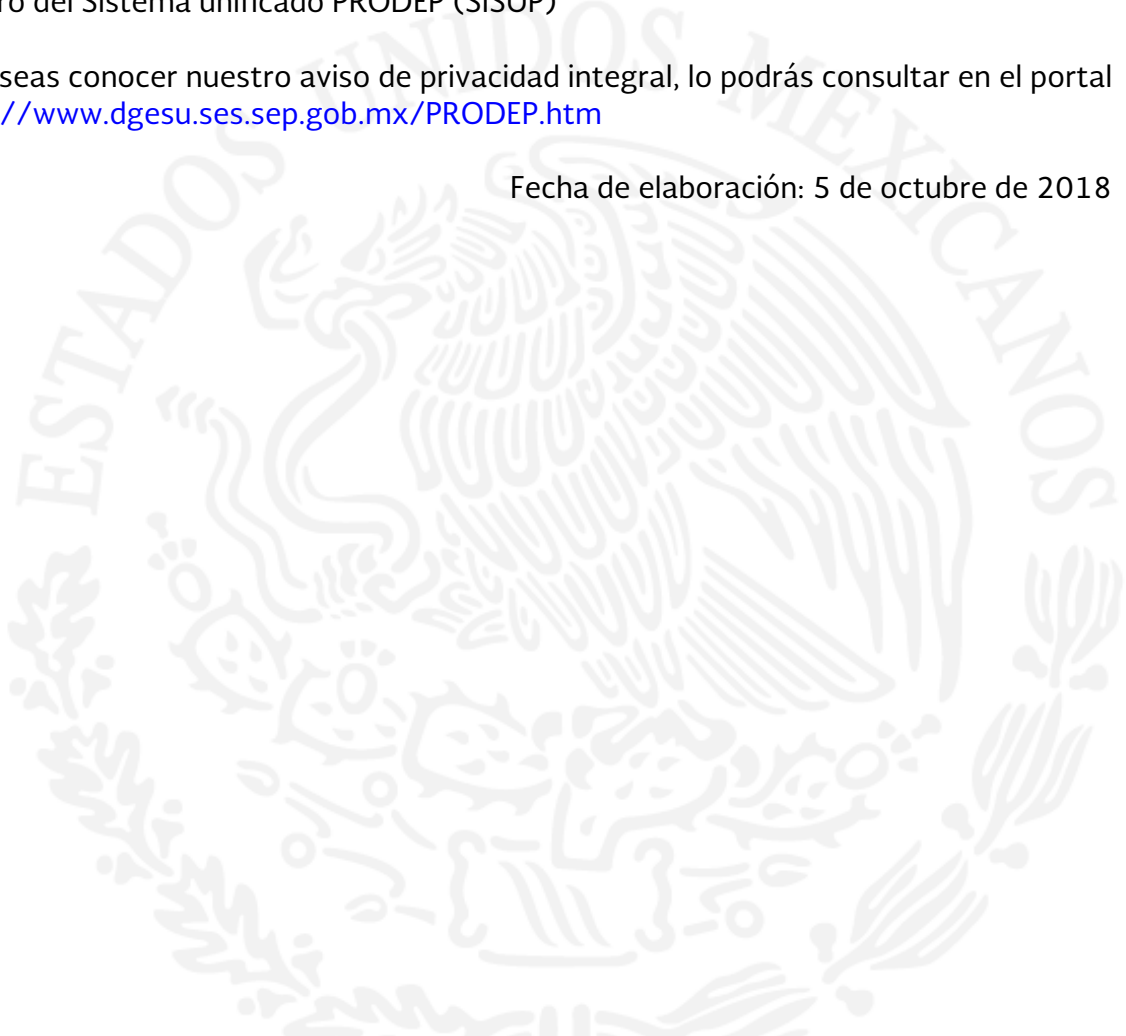 ro del Sistema unificado PRODEP (SISUP)
seas conocer nuestro aviso de privacidad integral, lo podrás consultar en el portal
://www.dgesu.ses.sep.gob.mx/PRODEP.htm
Fecha de elaboración: 5 de octubre de 2018
ESTADOS UNIDOS MEXICANOS